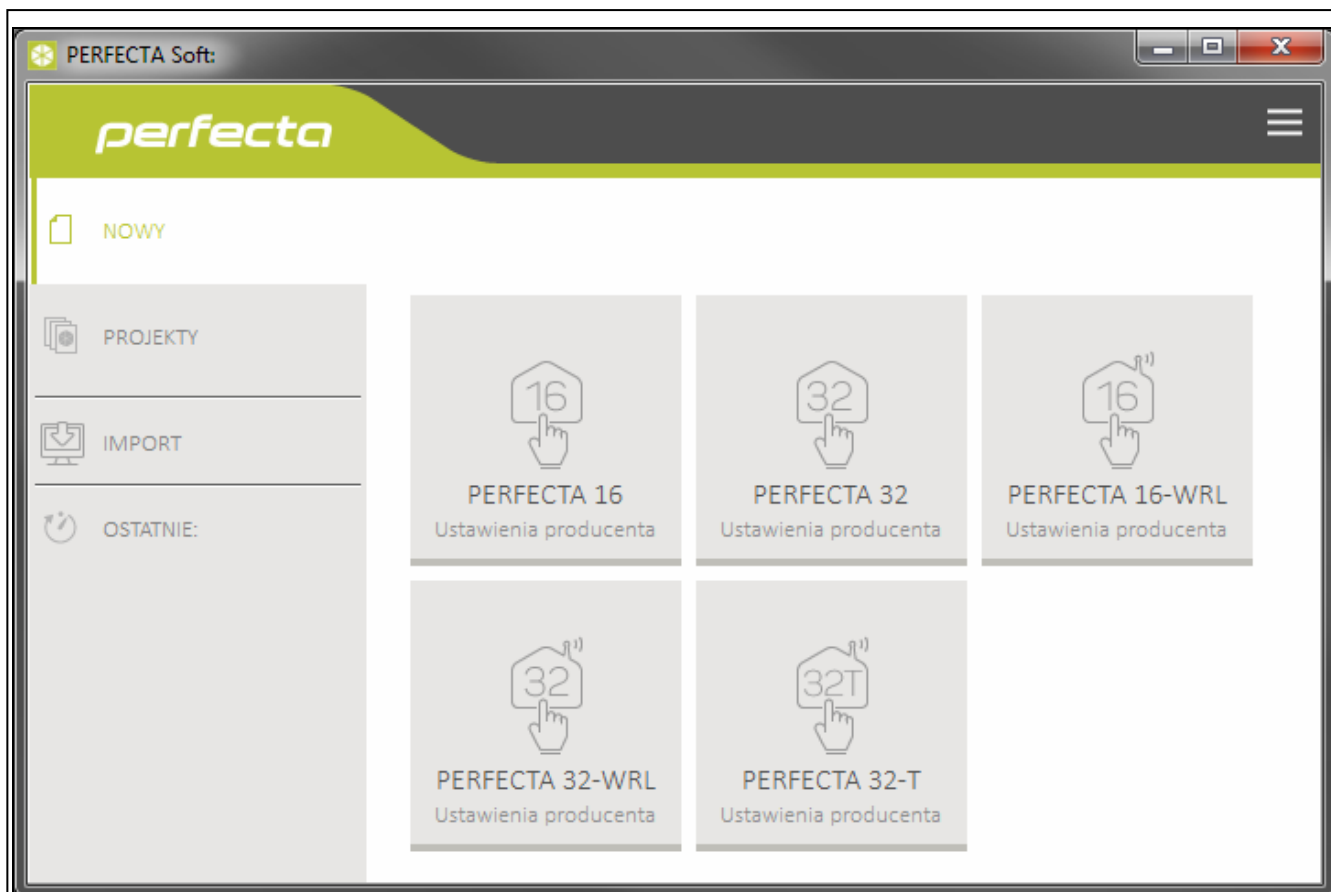 PERFECTA Soft:
perfecta
NOWY
PROJEKTY
IMPORT
OSTATNIE:
16
PERFECTA 16
Ustawienia producenta
32
PERFECTA 32
Ustawienia producenta
16
PERFECTA 16-WRL
Ustawienia producenta
32
PERFECTA 32-WRL
Ustawienia producenta
32T
PERFECTA 32-T
Ustawienia producenta